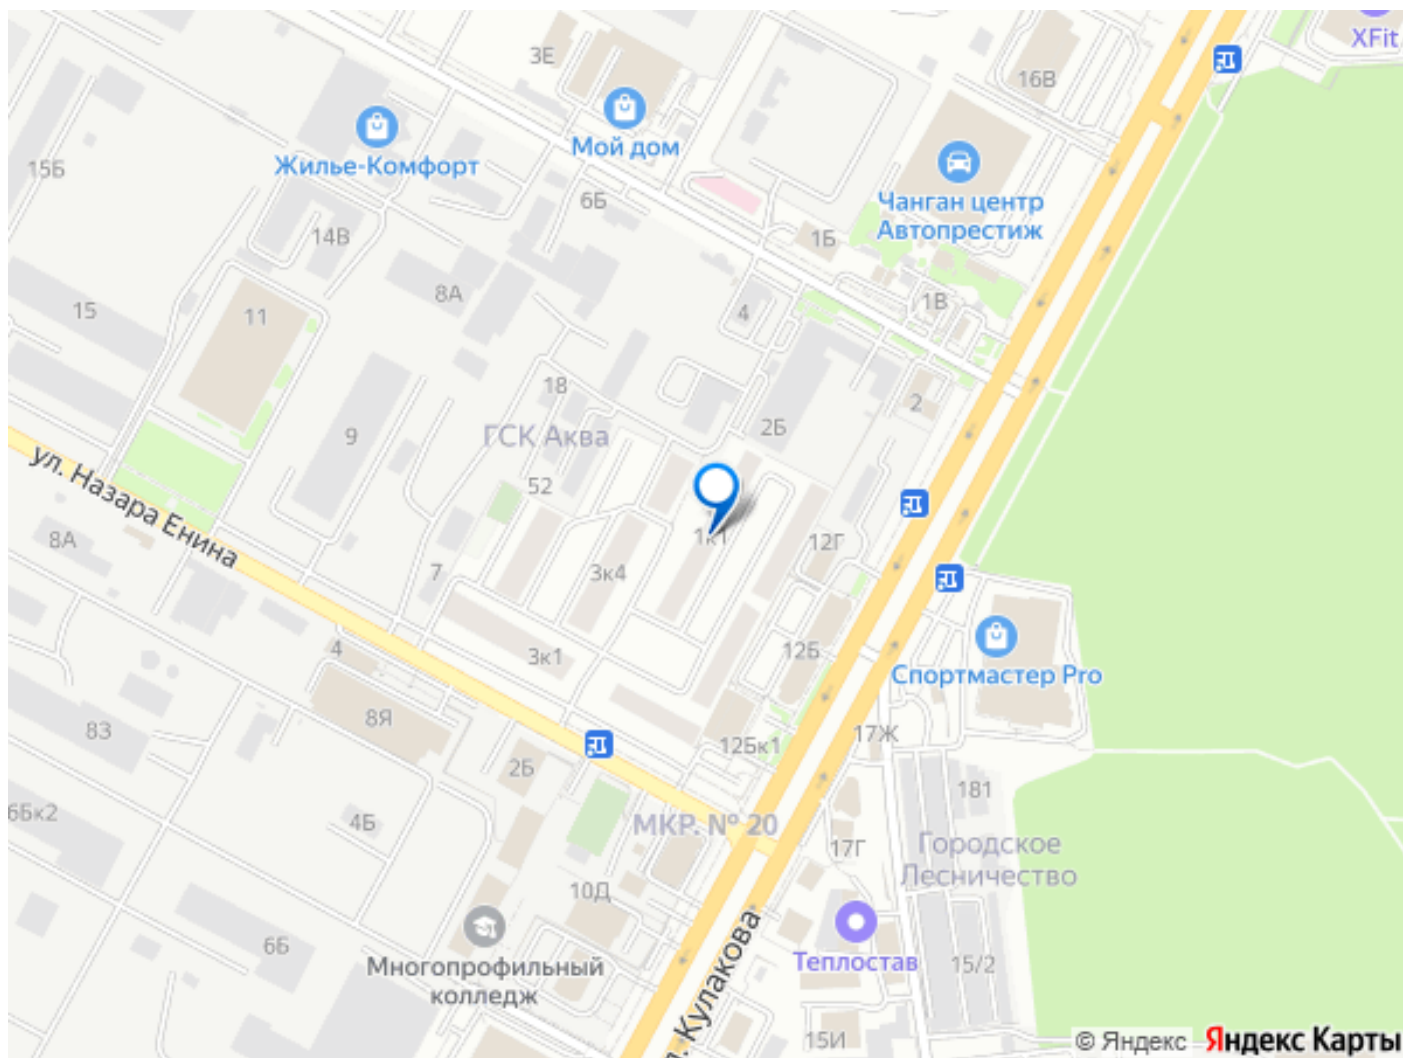 XFit
3Е
16В
Мой дом
Жилье-Комфорт
15Б
6Б
Чанган центр
Автопрестиж
14В
1Б
8А
1В
15
11
4
18
2
2Б
9
ГСК Аква
52
ул. Назара Енина
8А
1к1
12Г
7
3к4
3к1
12Б
4
Спортмастер Pro
8Я
8З
17Ж
12Бк1
2Б
181
6Бк2
4Б
МКР. № 20
17Г
Городское
Лесничество
10Д
6Б
Теплостав
15/2
Многопрофильный
колледж
. Кулакова
15И
© Яндекс
Яндекс Карты